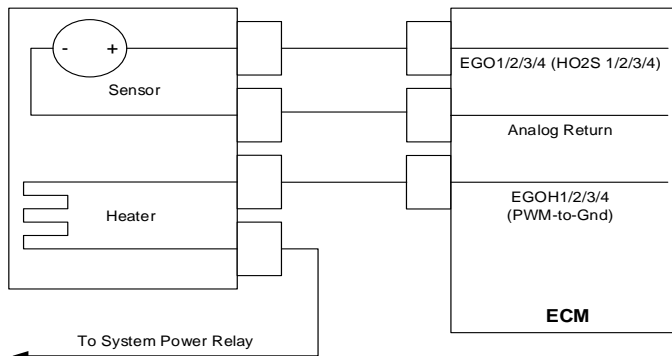 - +
EGO1/2/3/4 (HO2S 1/2/3/4)
Sensor
Analog Return
EGOH1/2/3/4
(PWM-to-Gnd)
Heater
ECM
To System Power Relay